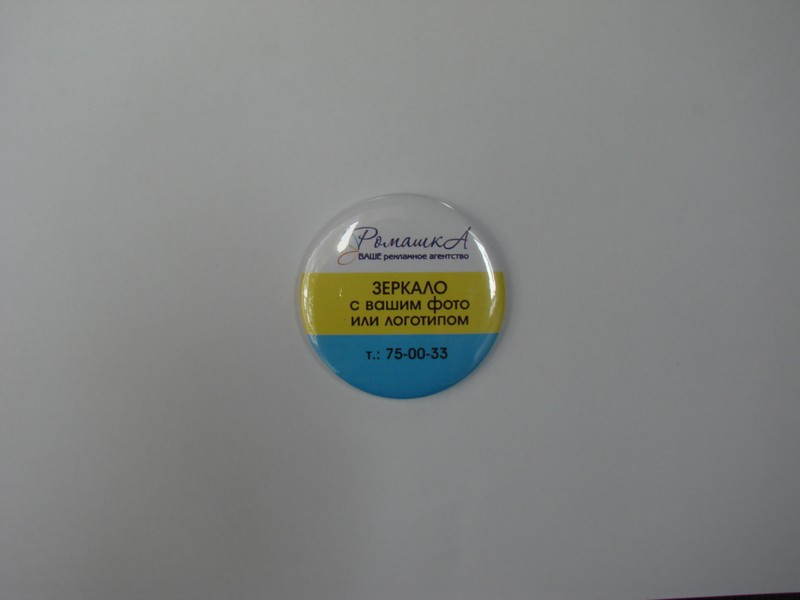 РомашкА
ВАШЕ рекламное агентство
ЗЕРКАЛО
с вашим фото
или логотипом
т.: 75-00-33